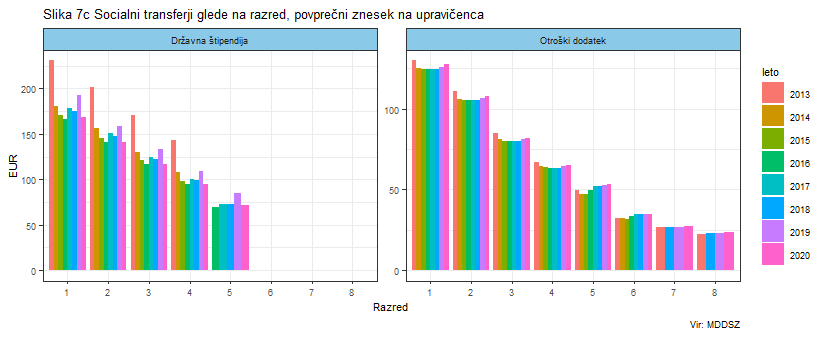 Slika 7c Socialni transferji glede na razred, povprečni znesek na upravičenca
Državna štipendija
Otroški dodatek
EUR
200
150
100
50
0
100
50
0
1 2 3 4 5 6 7 8
1 2 3 4 5 6 7 8
Razred
leto
2013
2014
2015
2016
2017
2018
2019
2020
Vir: MDDSZ